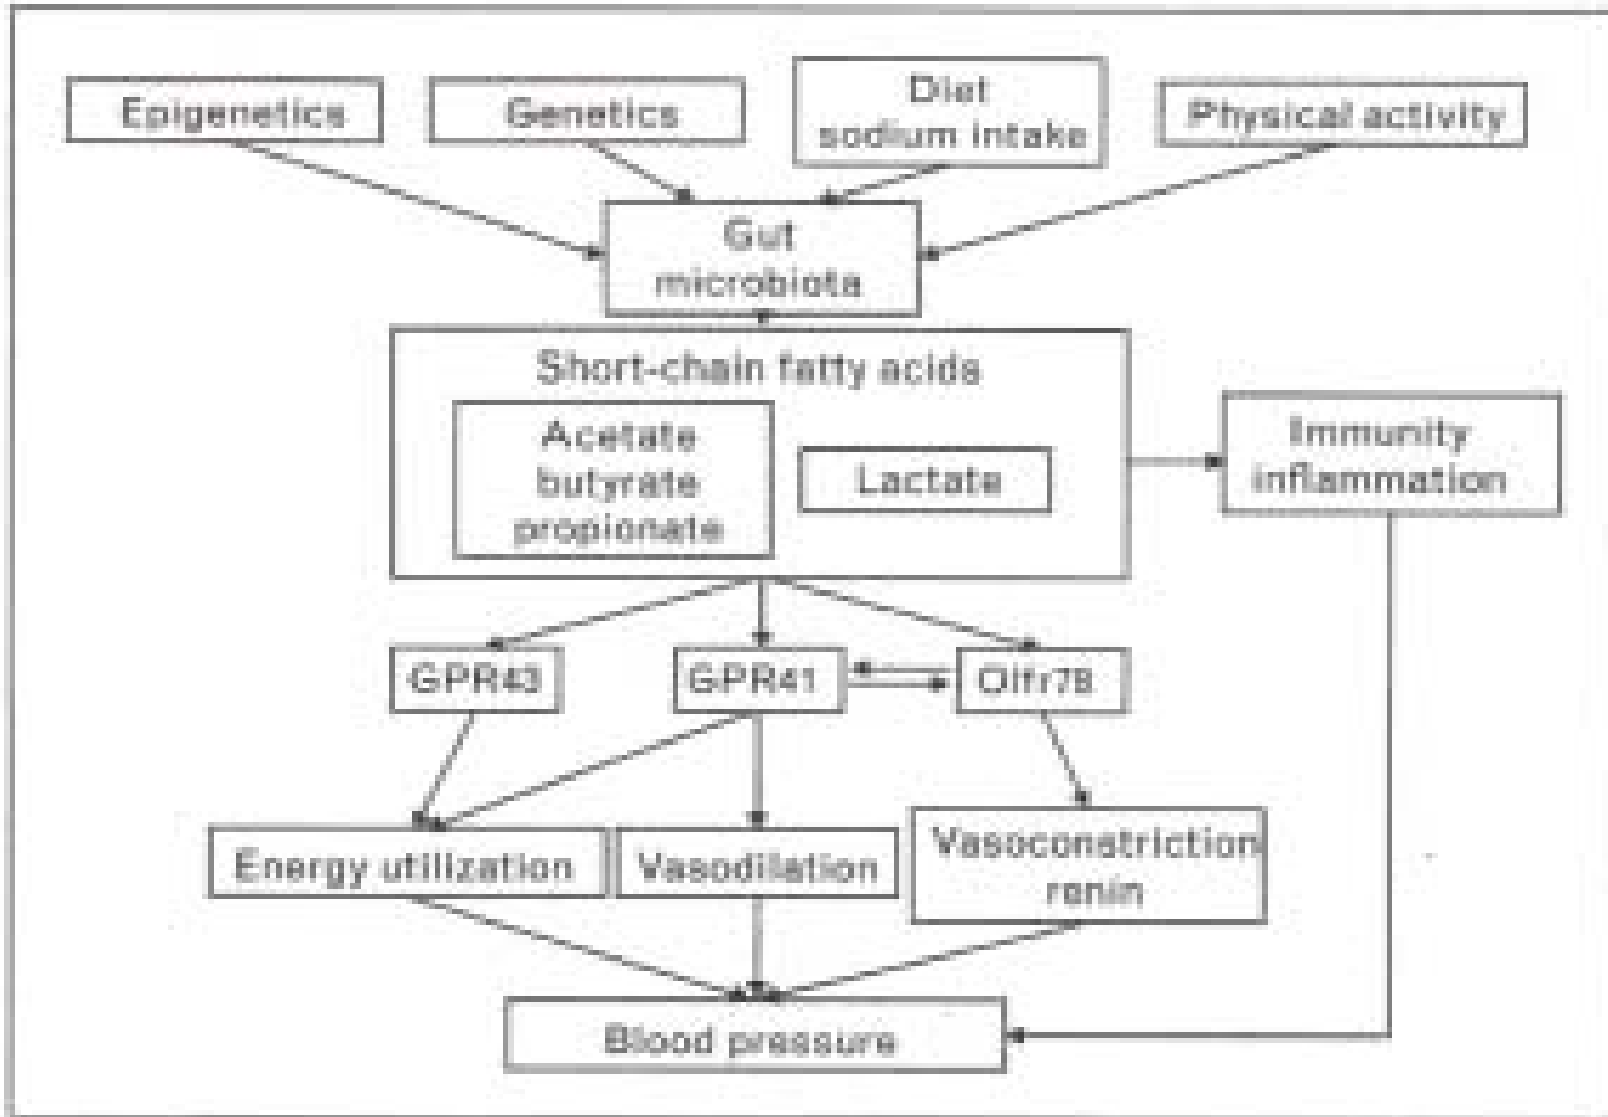 Epigenetics
Genetics
Diet
sodium intake
Physical activity
Gut
microbiota
Short-chain fatty acids
Acetate
butyrate
propionate
Lactate
Immunity
inflammation
GPR43
GPR41
Olfr78
Energy utilization
Vasodilation
Vasoconstriction
renin
Blood pressure